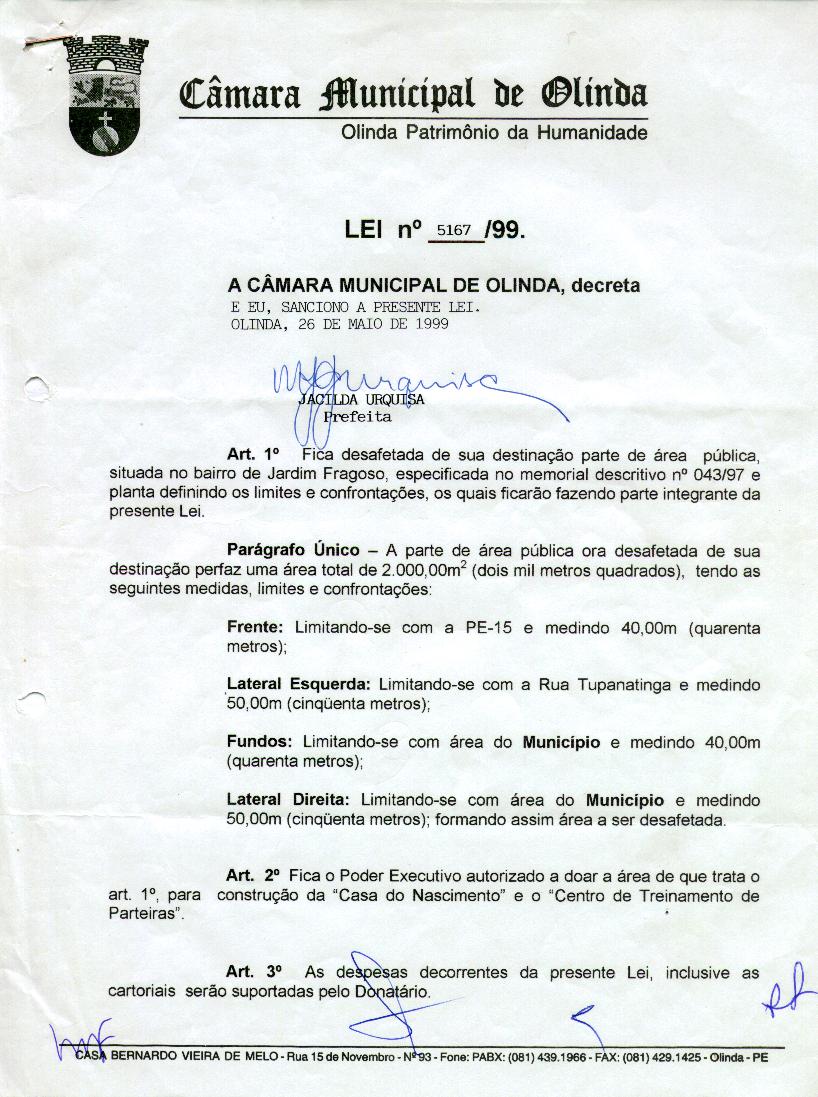 Câmara Municipal de Olinda
Olinda Patrimônio da Humanidade
LEI nº 5167 /99.
A CÂMARA MUNICIPAL DE OLINDA, decreta
E EU, SANCIONO A PRESENTE LEI.
OLINDA, 26 DE MAIO DE 1999
JACILDA URQUISA
Prefeita
Art. 1º Fica desafetada de sua destinação parte de área pública,
situada no bairro de Jardim Fragoso, especificada no memorial descritivo nº 043/97 e
planta definindo os limites e confrontações, os quais ficarão fazendo parte integrante da
presente Lei.
Parágrafo Único – A parte de área pública ora desafetada de sua
destinação perfaz uma área total de 2.000,00m² (dois mil metros quadrados), tendo as
seguintes medidas, limites e confrontações:
Frente: Limitando-se com a PE-15 e medindo 40,00m (quarenta
metros);
Lateral Esquerda: Limitando-se com a Rua Tupanatinga e medindo
50,00m (cinqüenta metros);
Fundos: Limitando-se com área do Município e medindo 40,00m
(quarenta metros);
Lateral Direita: Limitando-se com área do Município e medindo
50,00m (cinqüenta metros); formando assim área a ser desafetada.
Art. 2º Fica o Poder Executivo autorizado a doar a área de que trata o
art. 1º, para construção da “Casa do Nascimento” e o “Centro de Treinamento de
Parteiras”.
Art. 3º As despesas decorrentes da presente Lei, inclusive as
cartoriais serão suportadas pelo Donatário.
CASA BERNARDO VIEIRA DE MELO - Rua 15 de Novembro - Nº 93 - Fone: PABX: (081) 439.1966 - FAX: (081) 429.1425 - Olinda - PE